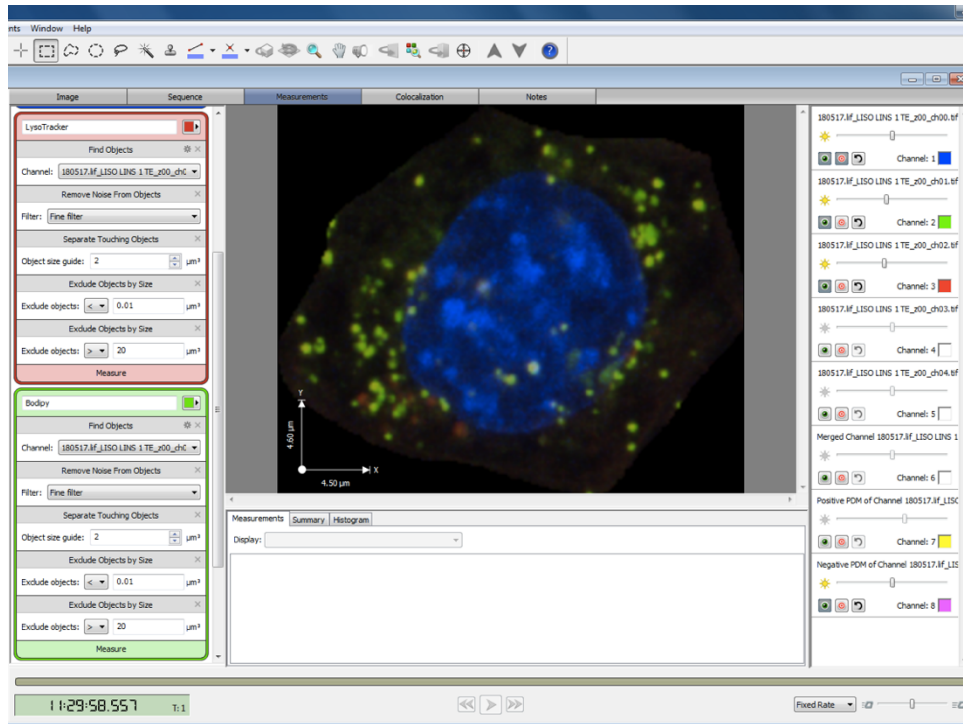 nts Window Help
Image Sequence Measurements Colocalization Notes
LysoTracker
Find Objects
Channel: 180517.lif_LISO LINS 1 TE_z00_ch0
Remove Noise From Objects
Filter: Fine filter
Separate Touching Objects
Object size guide: 2 µm³
Exclude Objects by Size
Exclude objects: < 0.01 µm³
Exclude Objects by Size
Exclude objects: > 20 µm³
Measure
Bodipy
Find Objects
Channel: 180517.lif_LISO LINS 1 TE_z00_ch0
Remove Noise From Objects
Filter: Fine filter
Separate Touching Objects
Object size guide: 2 µm³
Exclude Objects by Size
Exclude objects: < 0.01 µm³
Exclude Objects by Size
Exclude objects: > 20 µm³
Measure
Y
4.60 µm
X
4.50 µm
Measurements Summary Histogram
Display:
180517.lif_LISO LINS 1 TE_z00_ch00.tif
Channel: 1
180517.lif_LISO LINS 1 TE_z00_ch01.tif
Channel: 2
180517.lif_LISO LINS 1 TE_z00_ch02.tif
Channel: 3
180517.lif_LISO LINS 1 TE_z00_ch03.tif
Channel: 4
180517.lif_LISO LINS 1 TE_z00_ch04.tif
Channel: 5
Merged Channel 180517.lif_LISO LINS 1
Channel: 6
Positive PDM of Channel 180517.lif_LISO
Channel: 7
Negative PDM of Channel 180517.lif_LIS
Channel: 8
11:29:58.557 T: 1
Fixed Rate